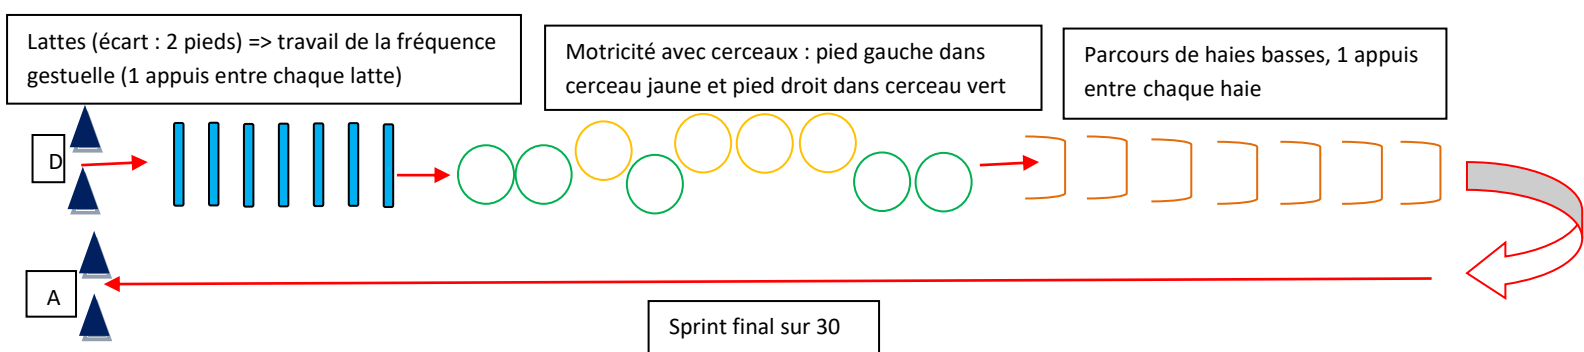 Lattes (écart : 2 pieds) => travail de la fréquence
gestuelle (1 appuis entre chaque latte)
Motricité avec cerceaux : pied gauche dans
cerceau jaune et pied droit dans cerceau vert
Parcours de haies basses, 1 appuis
entre chaque haie
D
A
Sprint final sur 30